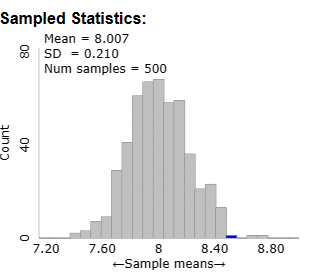 Sampled Statistics:
Mean = 8.007
SD = 0.210
Num samples = 500
80
40
0
Count
7.20 7.60 8 8.40 8.80
←Sample means→